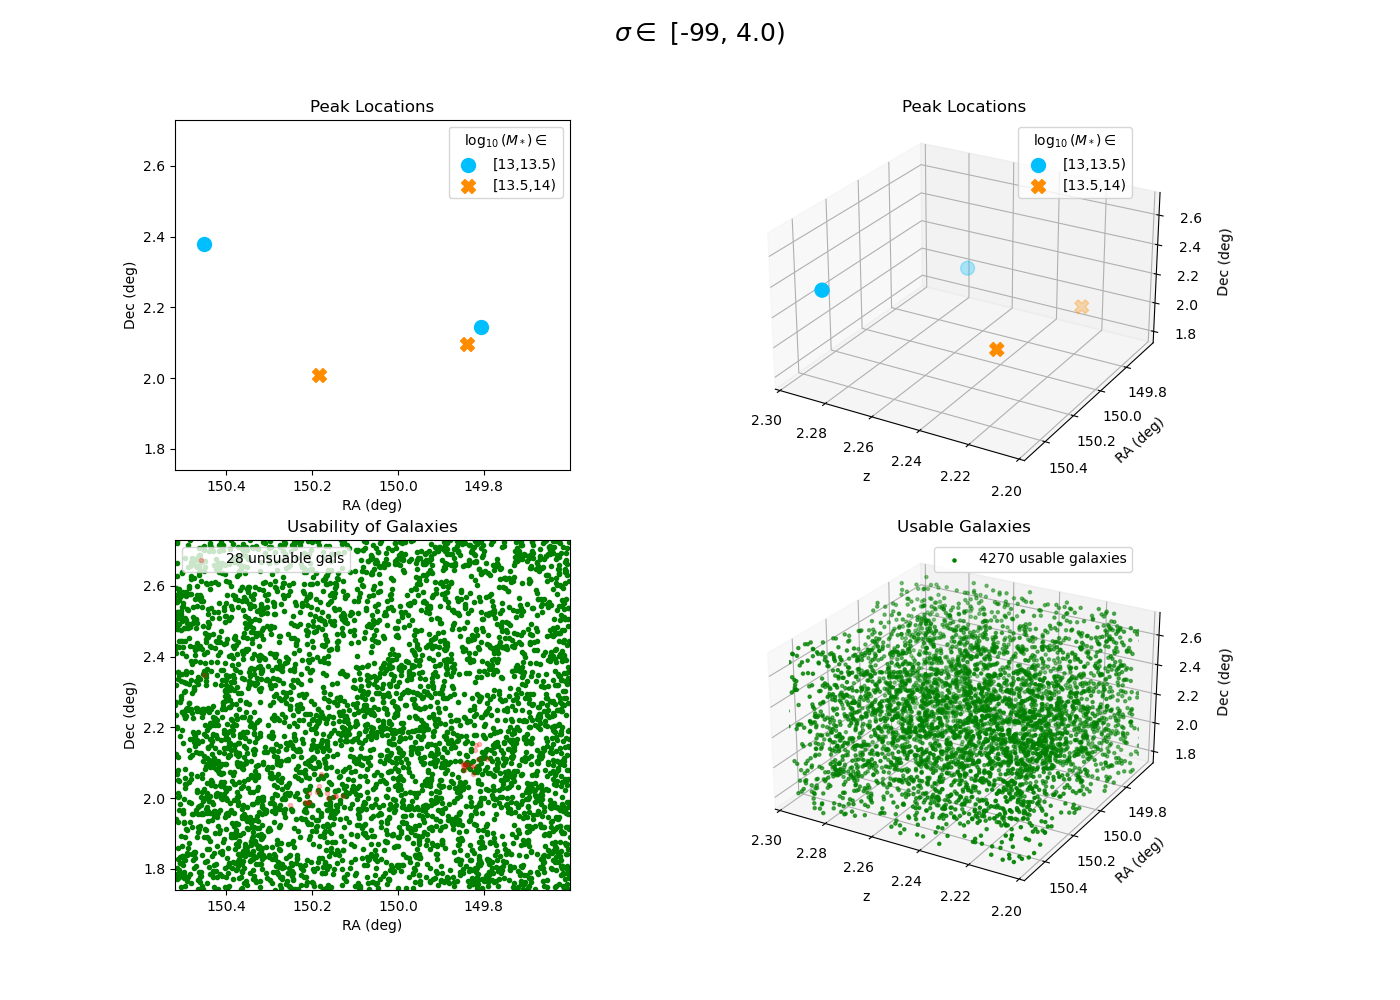 σ ∈ [-99, 4.0)
Peak Locations
log₁₀(M*) ∈
[13,13.5)
[13.5,14)
2.6
2.4
2.2
2.0
1.8
Dec (deg)
150.4 150.2 150.0 149.8
RA (deg)
Peak Locations
log₁₀(M*) ∈
[13,13.5)
[13.5,14)
2.6
2.4
2.2
2.0
1.8
Dec (deg)
149.8
150.0
150.2
150.4
RA (deg)
2.30
2.28
2.26
2.24
2.22
2.20
z
Usability of Galaxies
28 unsuable gals
2.6
2.4
2.2
2.0
1.8
Dec (deg)
150.4 150.2 150.0 149.8
RA (deg)
Usable Galaxies
4270 usable galaxies
2.6
2.4
2.2
2.0
1.8
Dec (deg)
149.8
150.0
150.2
150.4
RA (deg)
2.30
2.28
2.26
2.24
2.22
2.20
z